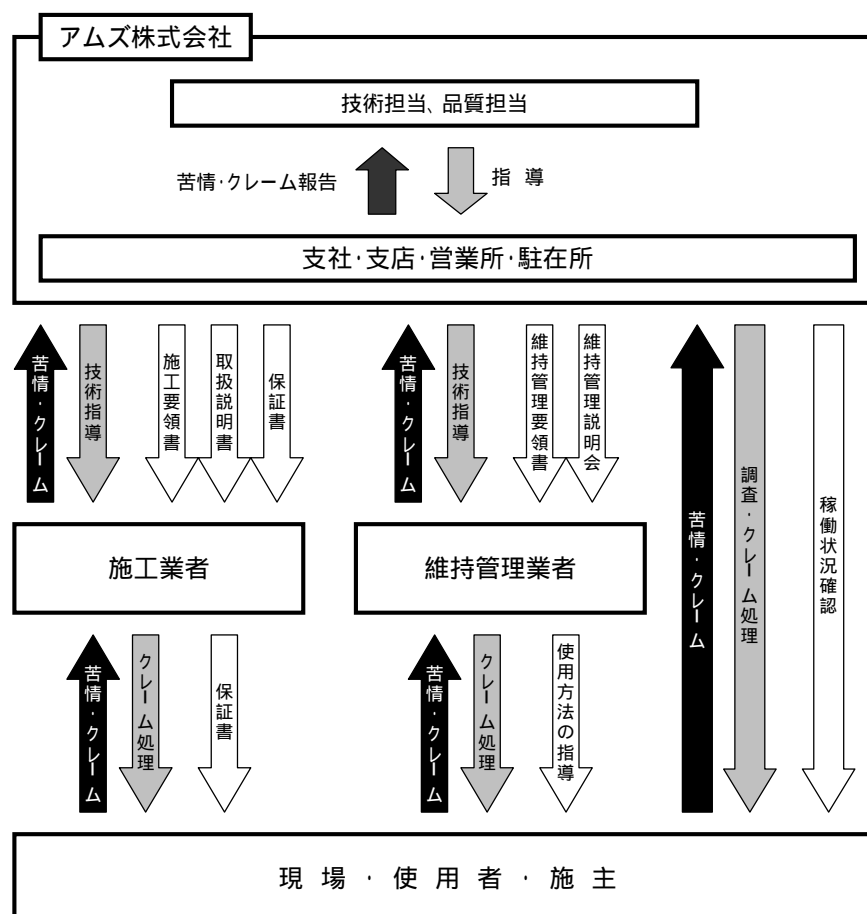 アムズ株式会社
技術担当、品質担当
苦情・クレーム報告
指 導
支社・支店・営業所・駐在所
苦情・クレーム
技術指導
施工要領書
取扱説明書
保証書
苦情・クレーム
技術指導
維持管理要領書
維持管理説明会
苦情・クレーム
調査・クレーム処理
稼働状況確認
施工業者
維持管理業者
苦情・クレーム
クレーム処理
保証書
苦情・クレーム
クレーム処理
使用方法の指導
現 場 ・ 使 用 者 ・ 施 主